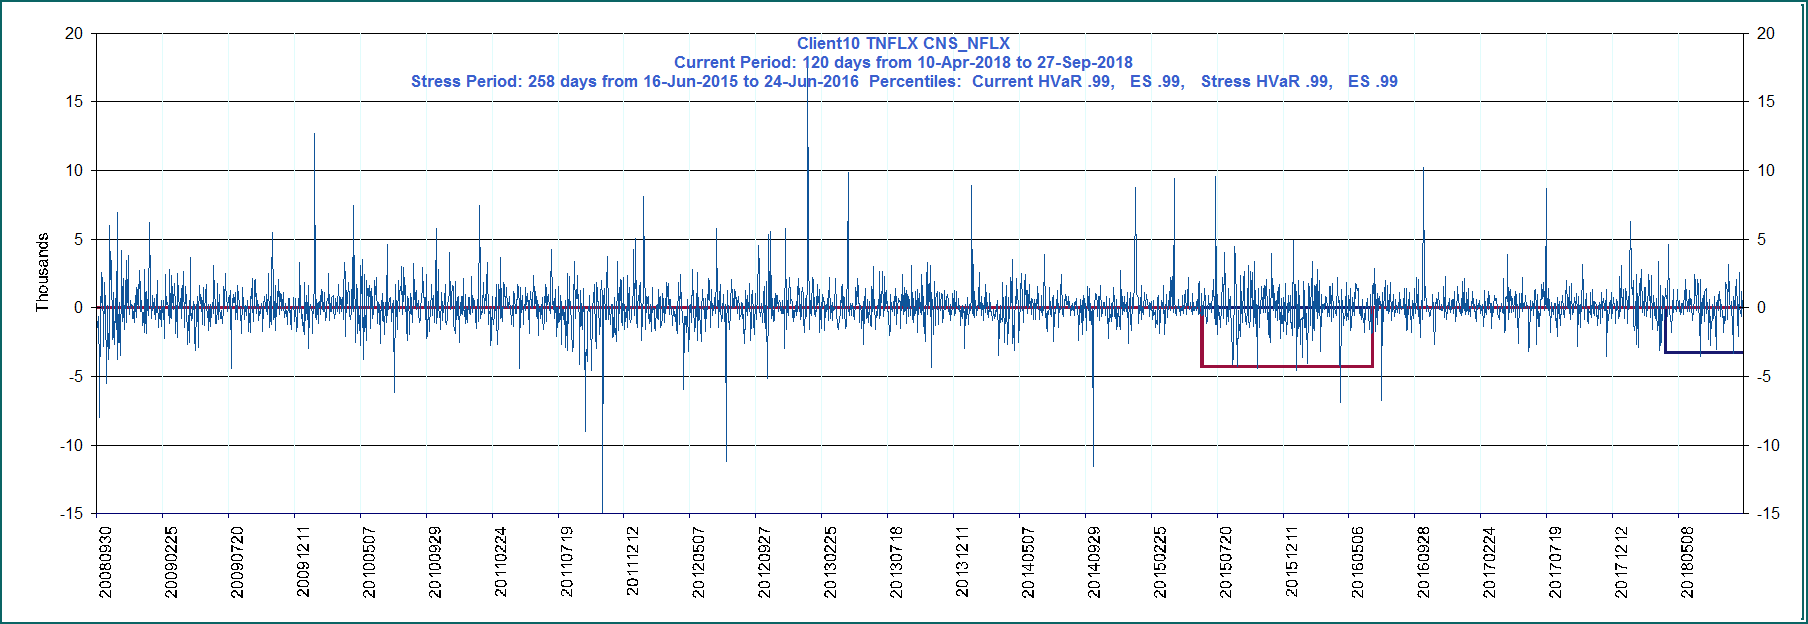 Client10 TNFLX CNS_NFLX
Current Period: 120 days from 10-Apr-2018 to 27-Sep-2018
Stress Period: 258 days from 16-Jun-2015 to 24-Jun-2016  Percentiles:  Current HVaR .99,   ES .99,   Stress HVaR .99,   ES .99
20 20
15 15
10 10
5 5
Thousands
0 0
-5 -5
-10 -10
-15 -15
20080930 20090225 20090720 20091211 20100507 20100929 20110224 20110719 20111212 20120507 20120927 20130225 20130718 20131211 20140507 20140929 20150225 20150720 20151211 20160506 20160928 20170224 20170719 20171212 20180508